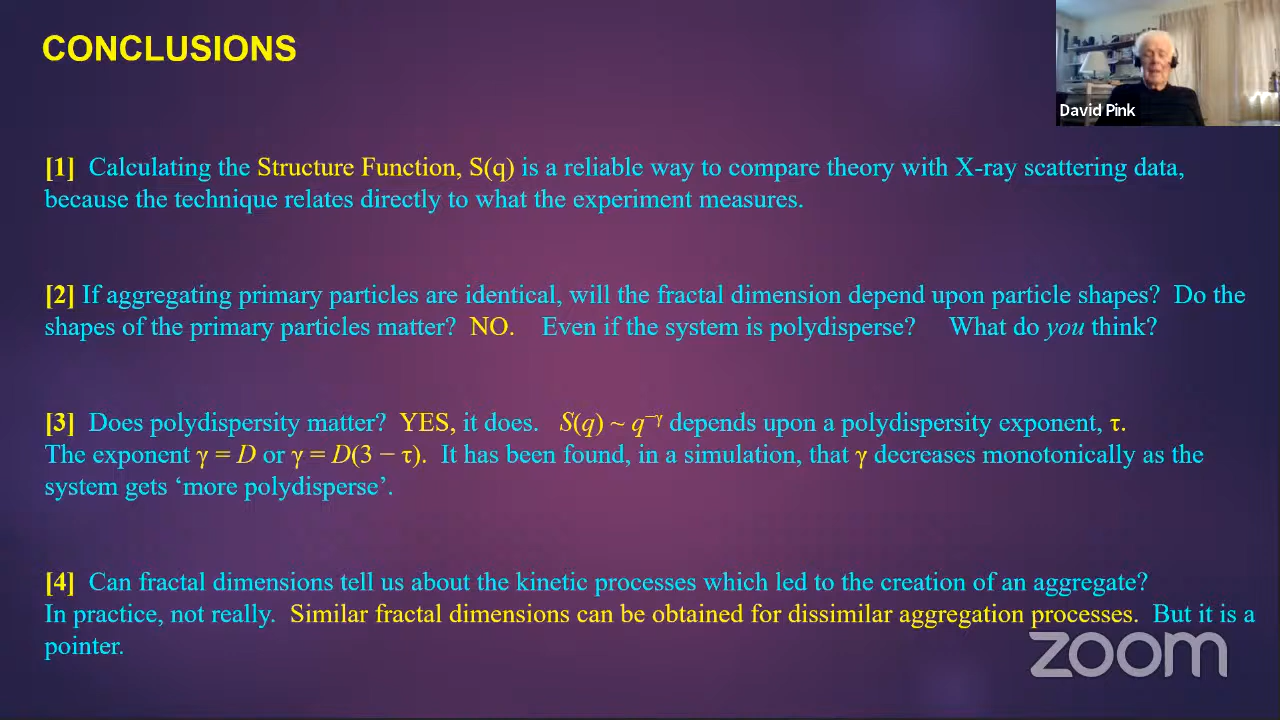 CONCLUSIONS
David Pink
[1] Calculating the Structure Function, S(q) is a reliable way to compare theory with X-ray scattering data,
because the technique relates directly to what the experiment measures.
[2] If aggregating primary particles are identical, will the fractal dimension depend upon particle shapes? Do the
shapes of the primary particles matter? NO. Even if the system is polydisperse? What do you think?
[3] Does polydispersity matter? YES, it does. S(q) ~ q⁻ᵞ depends upon a polydispersity exponent, τ.
The exponent γ = D or γ = D(3 − τ). It has been found, in a simulation, that γ decreases monotonically as the
system gets ‘more polydisperse’.
[4] Can fractal dimensions tell us about the kinetic processes which led to the creation of an aggregate?
In practice, not really. Similar fractal dimensions can be obtained for dissimilar aggregation processes. But it is a
pointer.
zoom